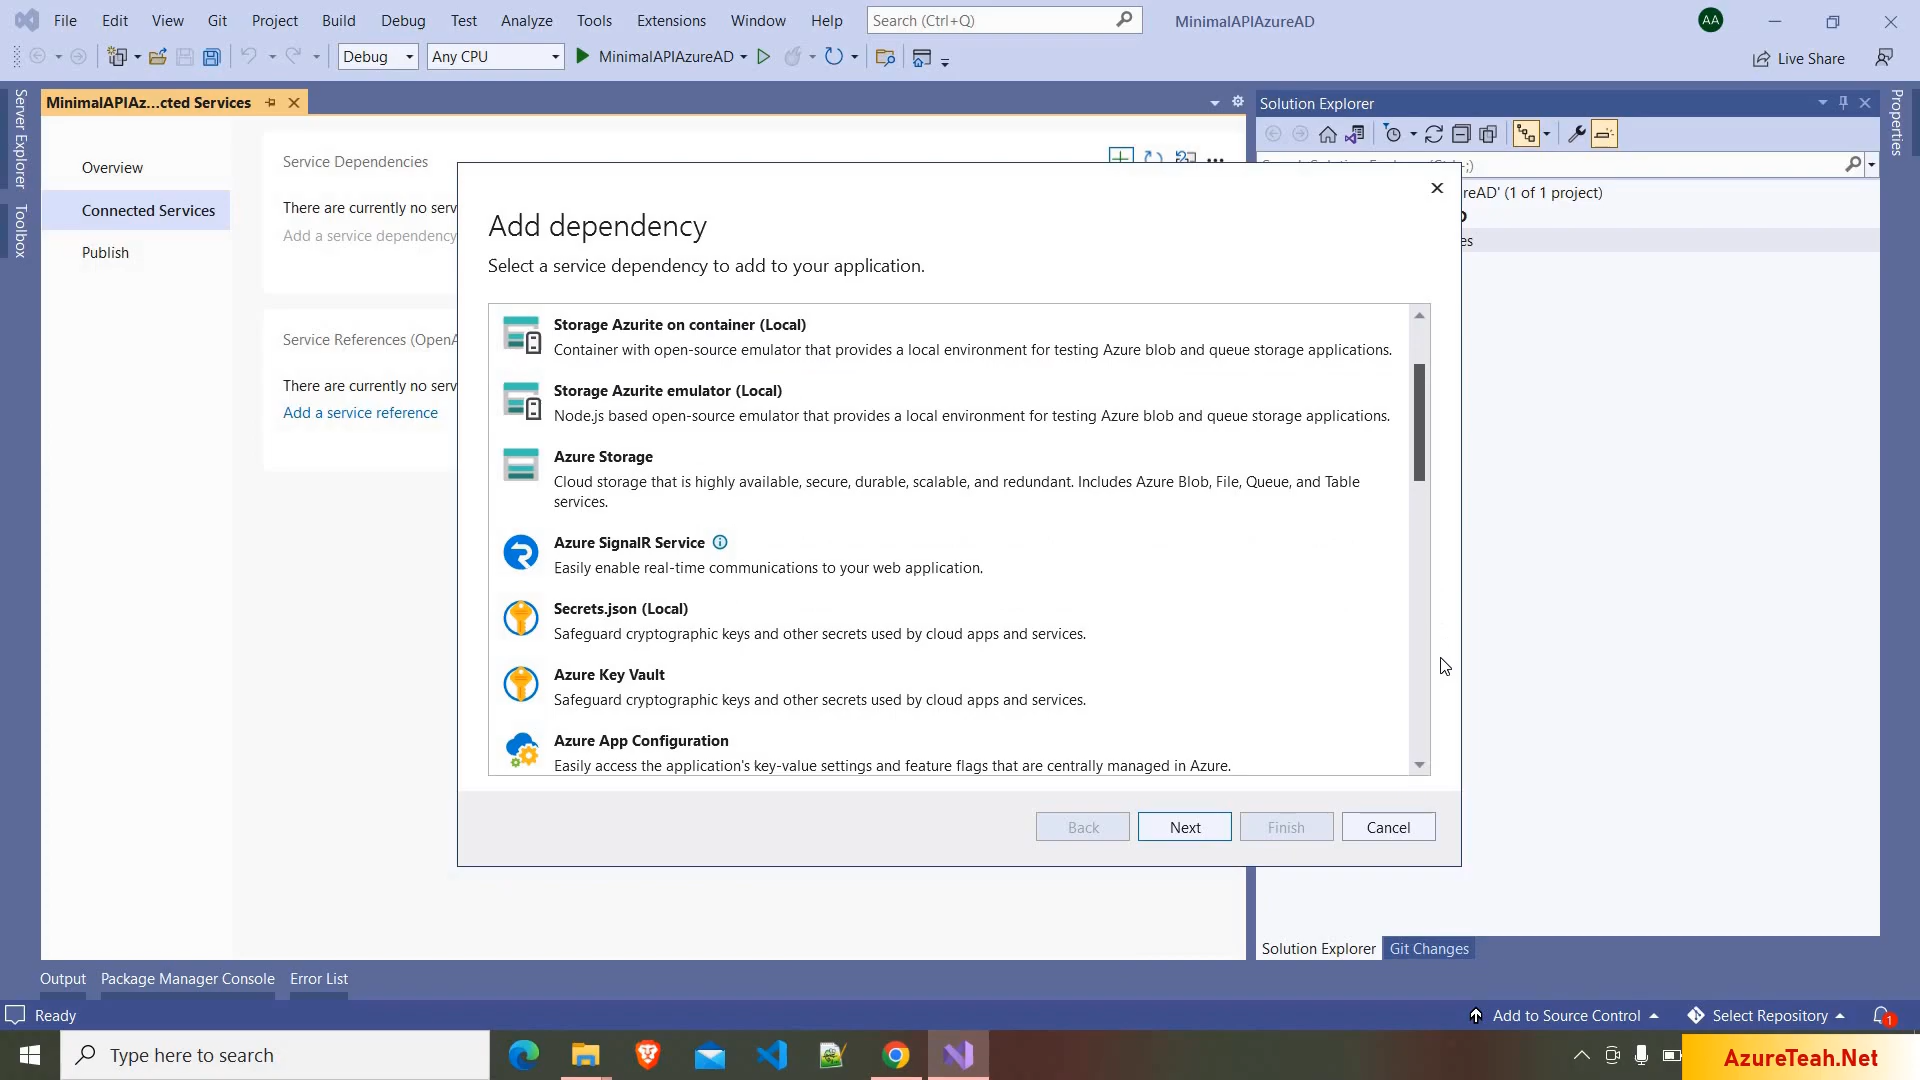 File Edit View Git Project Build Debug Test Analyze Tools Extensions Window Help Search (Ctrl+Q) MinimalAPIAzureAD AA
Debug Any CPU MinimalAPIAzureAD Live Share
Server Explorer
Toolbox
MinimalAPIAz...cted Services
Overview
Connected Services
Publish
Service Dependencies
There are currently no serv
Add a service dependency
Service References (OpenA
There are currently no serv
Add a service reference
Add dependency
Select a service dependency to add to your application.
Storage Azurite on container (Local)
Container with open-source emulator that provides a local environment for testing Azure blob and queue storage applications.
Storage Azurite emulator (Local)
Node.js based open-source emulator that provides a local environment for testing Azure blob and queue storage applications.
Azure Storage
Cloud storage that is highly available, secure, durable, scalable, and redundant. Includes Azure Blob, File, Queue, and Table
services.
Azure SignalR Service
Easily enable real-time communications to your web application.
Secrets.json (Local)
Safeguard cryptographic keys and other secrets used by cloud apps and services.
Azure Key Vault
Safeguard cryptographic keys and other secrets used by cloud apps and services.
Azure App Configuration
Easily access the application's key-value settings and feature flags that are centrally managed in Azure.
Back Next Finish Cancel
Solution Explorer
;)
reAD' (1 of 1 project)
es
Properties
Solution Explorer Git Changes
Output Package Manager Console Error List
Ready Add to Source Control Select Repository 1
Type here to search
AzureTeah.Net